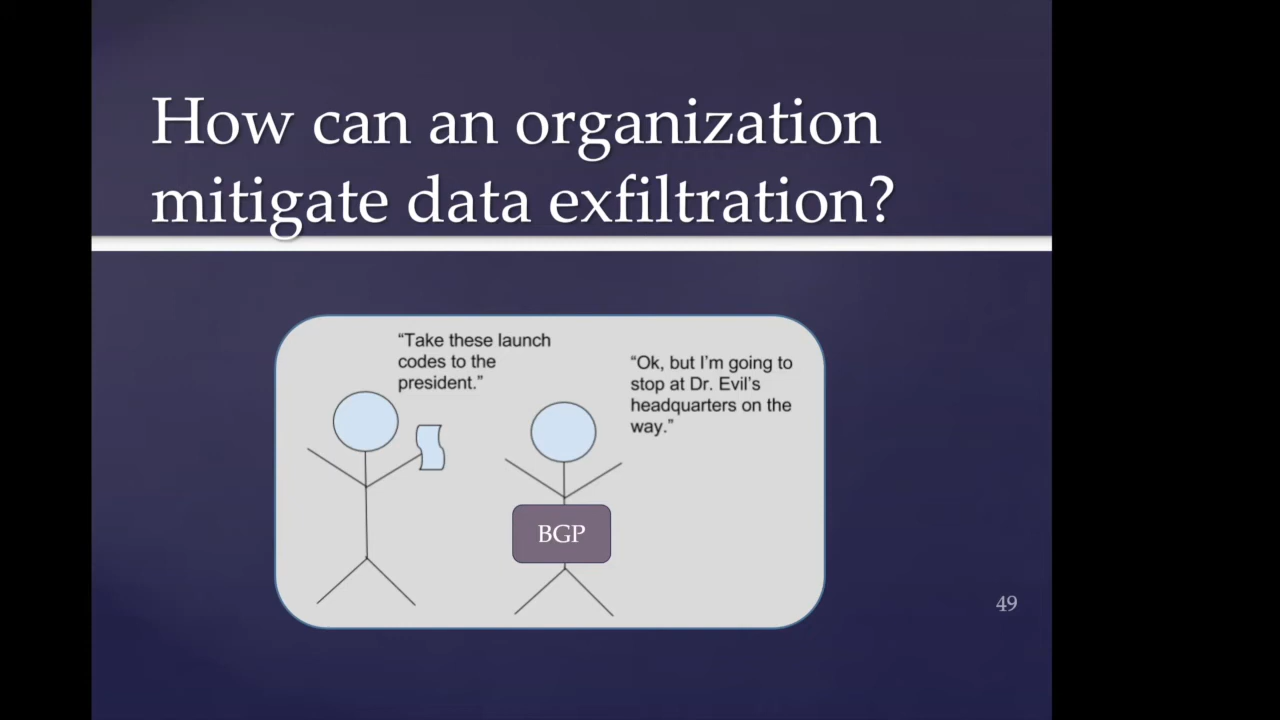 How can an organization
mitigate data exfiltration?
“Take these launch
codes to the
president.”
“Ok, but I’m going to
stop at Dr. Evil’s
headquarters on the
way.”
BGP
49